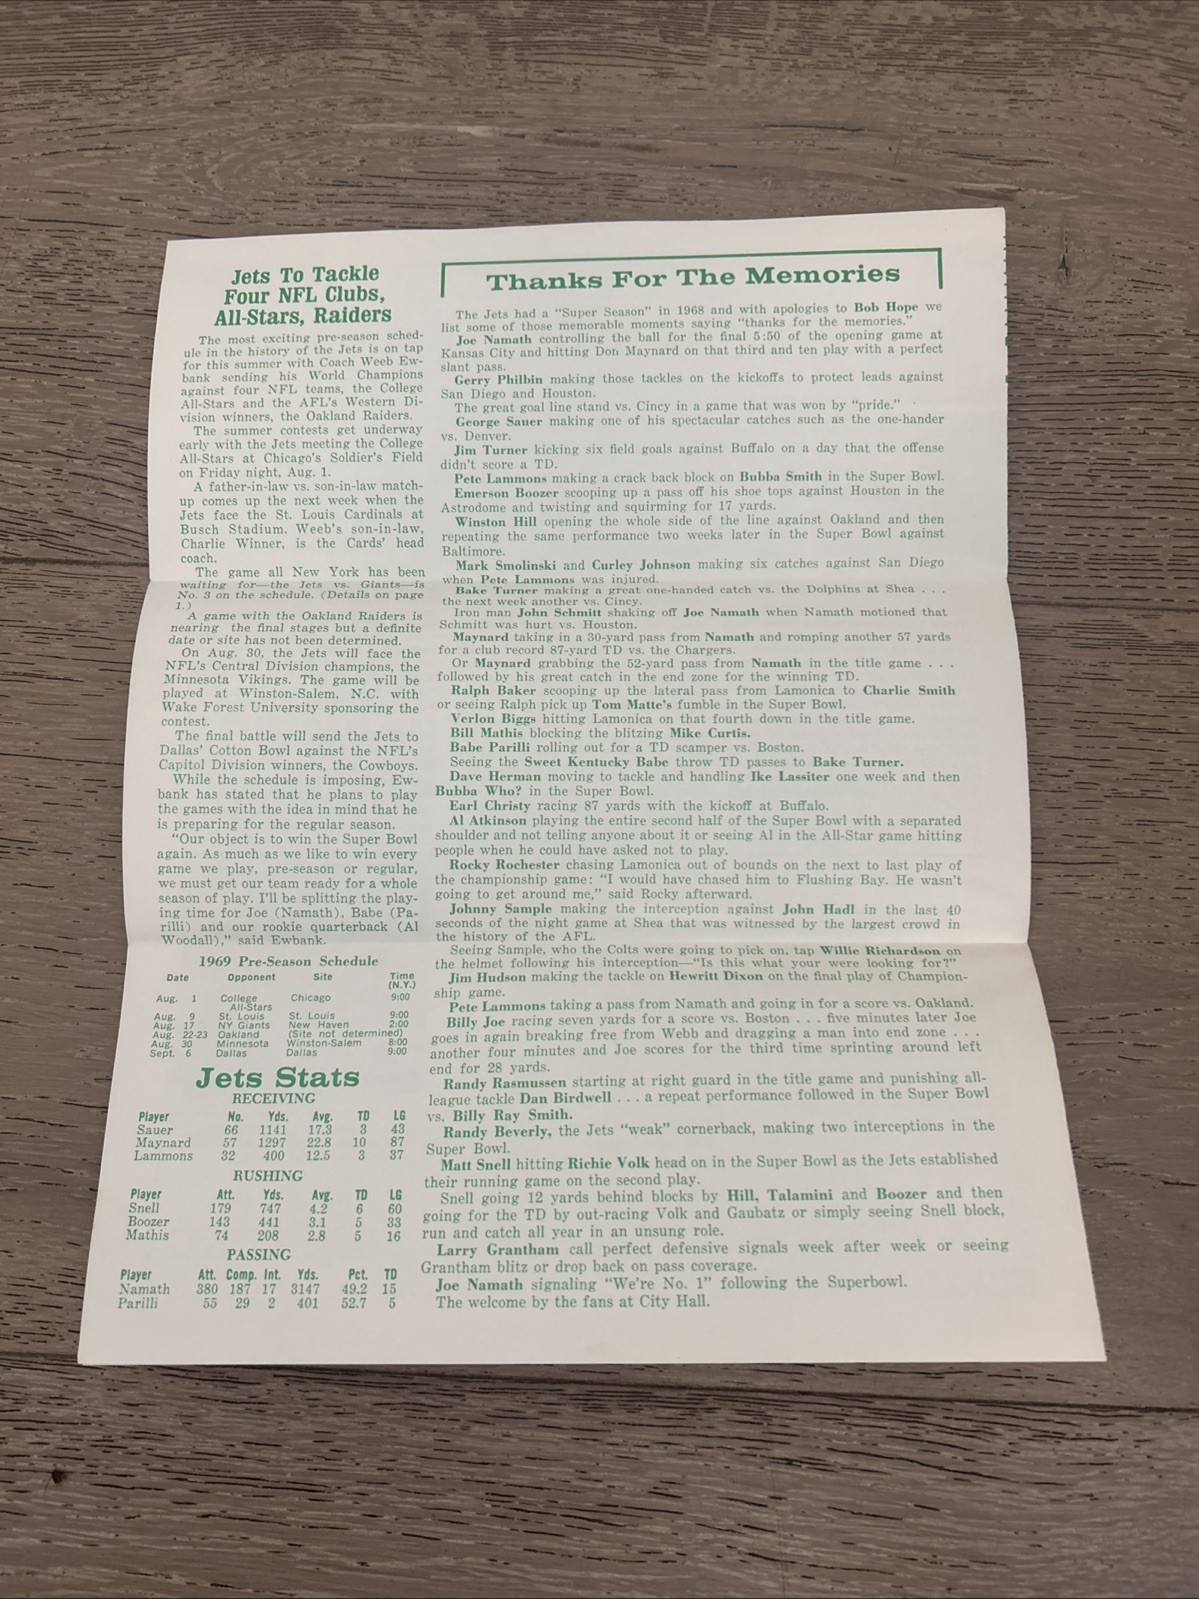 Jets To Tackle
Four NFL Clubs,
All-Stars, Raiders
The most exciting pre-season sched-
ule in the history of the Jets is on tap
for this summer with Coach Weeb Ew-
bank sending his World Champions
against four NFL teams, the College
All-Stars and the AFL's Western Di-
vision winners, the Oakland Raiders.
The summer contests get underway
early with the Jets meeting the College
All-Stars at Chicago's Soldier's Field
on Friday night, Aug. 1.
A father-in-law vs. son-in-law match-
up comes up the next week when the
Jets face the St. Louis Cardinals at
Busch Stadium. Weeb's son-in-law,
Charlie Winner, is the Cards' head
coach.
The game all New York has been
waiting for—the Jets vs. Giants—is
No. 3 on the schedule. (Details on page
1.)
A game with the Oakland Raiders is
nearing the final stages but a definite
date or site has not been determined.
On Aug. 30, the Jets will face the
NFL's Central Division champions, the
Minnesota Vikings. The game will be
played at Winston-Salem, N.C. with
Wake Forest University sponsoring the
contest.
The final battle will send the Jets to
Dallas' Cotton Bowl against the NFL's
Capitol Division winners, the Cowboys.
While the schedule is imposing, Ew-
bank has stated that he plans to play
the games with the idea in mind that he
is preparing for the regular season.
"Our object is to win the Super Bowl
again. As much as we like to win every
game we play, pre-season or regular,
we must get our team ready for a whole
season of play. I'll be splitting the play-
ing time for Joe (Namath), Babe (Pa-
rilli) and our rookie quarterback (Al
Woodall)," said Ewbank.
1969 Pre-Season Schedule
Date Opponent Site Time
(N.Y.)
Aug. 1 College Chicago 9:00
All-Stars
Aug. 9 St. Louis St. Louis 9:00
Aug. 17 NY Giants New Haven 2:00
Aug. 22-23 Oakland (Site not determined)
Aug. 30 Minnesota Winston-Salem 8:00
Sept. 6 Dallas Dallas 9:00
Jets Stats
RECEIVING
Player No. Yds. Avg. TD LG
Sauer 66 1141 17.3 3 43
Maynard 57 1297 22.8 10 87
Lammons 32 400 12.5 3 37
RUSHING
Player Att. Yds. Avg. TD LG
Snell 179 747 4.2 6 60
Boozer 143 441 3.1 5 33
Mathis 74 208 2.8 5 16
PASSING
Player Att. Comp. Int. Yds. Pct. TD
Namath 380 187 17 3147 49.2 15
Parilli 55 29 2 401 52.7 5
Thanks For The Memories
The Jets had a "Super Season" in 1968 and with apologies to Bob Hope we
list some of those memorable moments saying "thanks for the memories."
Joe Namath controlling the ball for the final 5:50 of the opening game at
Kansas City and hitting Don Maynard on that third and ten play with a perfect
slant pass.
Gerry Philbin making those tackles on the kickoffs to protect leads against
San Diego and Houston.
The great goal line stand vs. Cincy in a game that was won by "pride."
George Sauer making one of his spectacular catches such as the one-hander
vs. Denver.
Jim Turner kicking six field goals against Buffalo on a day that the offense
didn't score a TD.
Pete Lammons making a crack back block on Bubba Smith in the Super Bowl.
Emerson Boozer scooping up a pass off his shoe tops against Houston in the
Astrodome and twisting and squirming for 17 yards.
Winston Hill opening the whole side of the line against Oakland and then
repeating the same performance two weeks later in the Super Bowl against
Baltimore.
Mark Smolinski and Curley Johnson making six catches against San Diego
when Pete Lammons was injured.
Bake Turner making a great one-handed catch vs. the Dolphins at Shea . . .
the next week another vs. Cincy.
Iron man John Schmitt shaking off Joe Namath when Namath motioned that
Schmitt was hurt vs. Houston.
Maynard taking in a 30-yard pass from Namath and romping another 57 yards
for a club record 87-yard TD vs. the Chargers.
Or Maynard grabbing the 52-yard pass from Namath in the title game . . .
followed by his great catch in the end zone for the winning TD.
Ralph Baker scooping up the lateral pass from Lamonica to Charlie Smith
or seeing Ralph pick up Tom Matte's fumble in the Super Bowl.
Verlon Biggs hitting Lamonica on that fourth down in the title game.
Bill Mathis blocking the blitzing Mike Curtis.
Babe Parilli rolling out for a TD scamper vs. Boston.
Seeing the Sweet Kentucky Babe throw TD passes to Bake Turner.
Dave Herman moving to tackle and handling Ike Lassiter one week and then
Bubba Who? in the Super Bowl.
Earl Christy racing 87 yards with the kickoff at Buffalo.
Al Atkinson playing the entire second half of the Super Bowl with a separated
shoulder and not telling anyone about it or seeing Al in the All-Star game hitting
people when he could have asked not to play.
Rocky Rochester chasing Lamonica out of bounds on the next to last play of
the championship game: "I would have chased him to Flushing Bay. He wasn't
going to get around me," said Rocky afterward.
Johnny Sample making the interception against John Hadl in the last 40
seconds of the night game at Shea that was witnessed by the largest crowd in
the history of the AFL.
Seeing Sample, who the Colts were going to pick on, tap Willie Richardson on
the helmet following his interception—"Is this what your were looking for?"
Jim Hudson making the tackle on Hewritt Dixon on the final play of Champion-
ship game.
Pete Lammons taking a pass from Namath and going in for a score vs. Oakland.
Billy Joe racing seven yards for a score vs. Boston . . . five minutes later Joe
goes in again breaking free from Webb and dragging a man into end zone . . .
another four minutes and Joe scores for the third time sprinting around left
end for 28 yards.
Randy Rasmussen starting at right guard in the title game and punishing all-
league tackle Dan Birdwell . . . a repeat performance followed in the Super Bowl
vs. Billy Ray Smith.
Randy Beverly, the Jets "weak" cornerback, making two interceptions in the
Super Bowl.
Matt Snell hitting Richie Volk head on in the Super Bowl as the Jets established
their running game on the second play.
Snell going 12 yards behind blocks by Hill, Talamini and Boozer and then
going for the TD by out-racing Volk and Gaubatz or simply seeing Snell block,
run and catch all year in an unsung role.
Larry Grantham call perfect defensive signals week after week or seeing
Grantham blitz or drop back on pass coverage.
Joe Namath signaling "We're No. 1" following the Superbowl.
The welcome by the fans at City Hall.